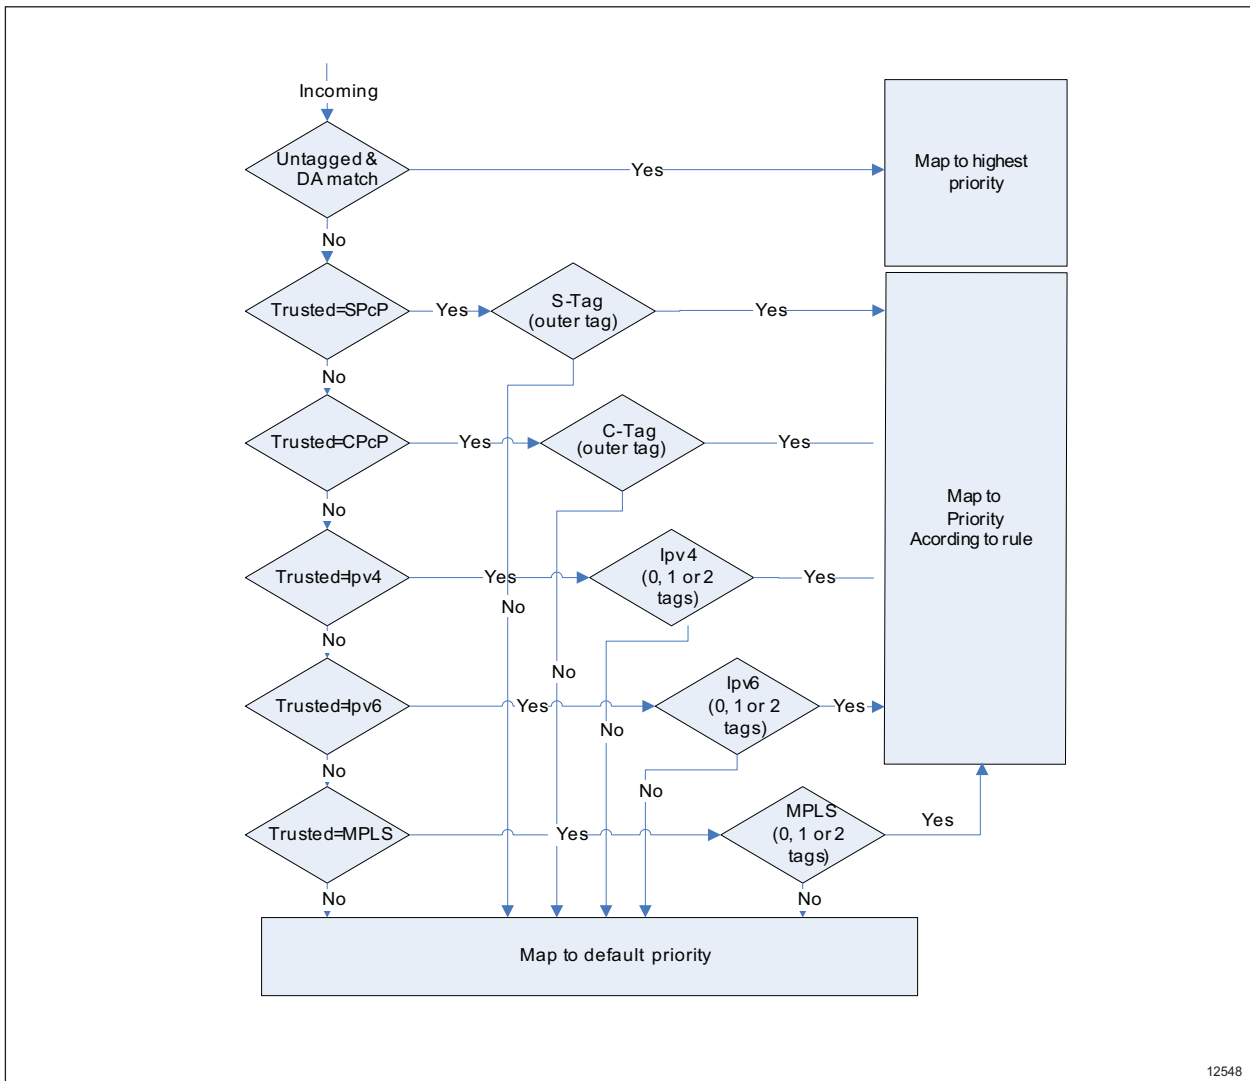 Incoming
Untagged &
DA match
Yes
Map to highest
priority
No
Trusted=SPcP
Yes
S-Tag
(outer tag)
Yes
No
Trusted=CPcP
Yes
C-Tag
(outer tag)
Yes
Map to
Priority
Acording to rule
No
Trusted=Ipv4
Yes
Ipv4
(0, 1 or 2
tags)
Yes
No
No
No
Trusted=Ipv6
Yes
Ipv6
(0, 1 or 2
tags)
Yes
No
No
No
Trusted=MPLS
Yes
MPLS
(0, 1 or 2
tags)
Yes
No
No
Map to default priority
12548